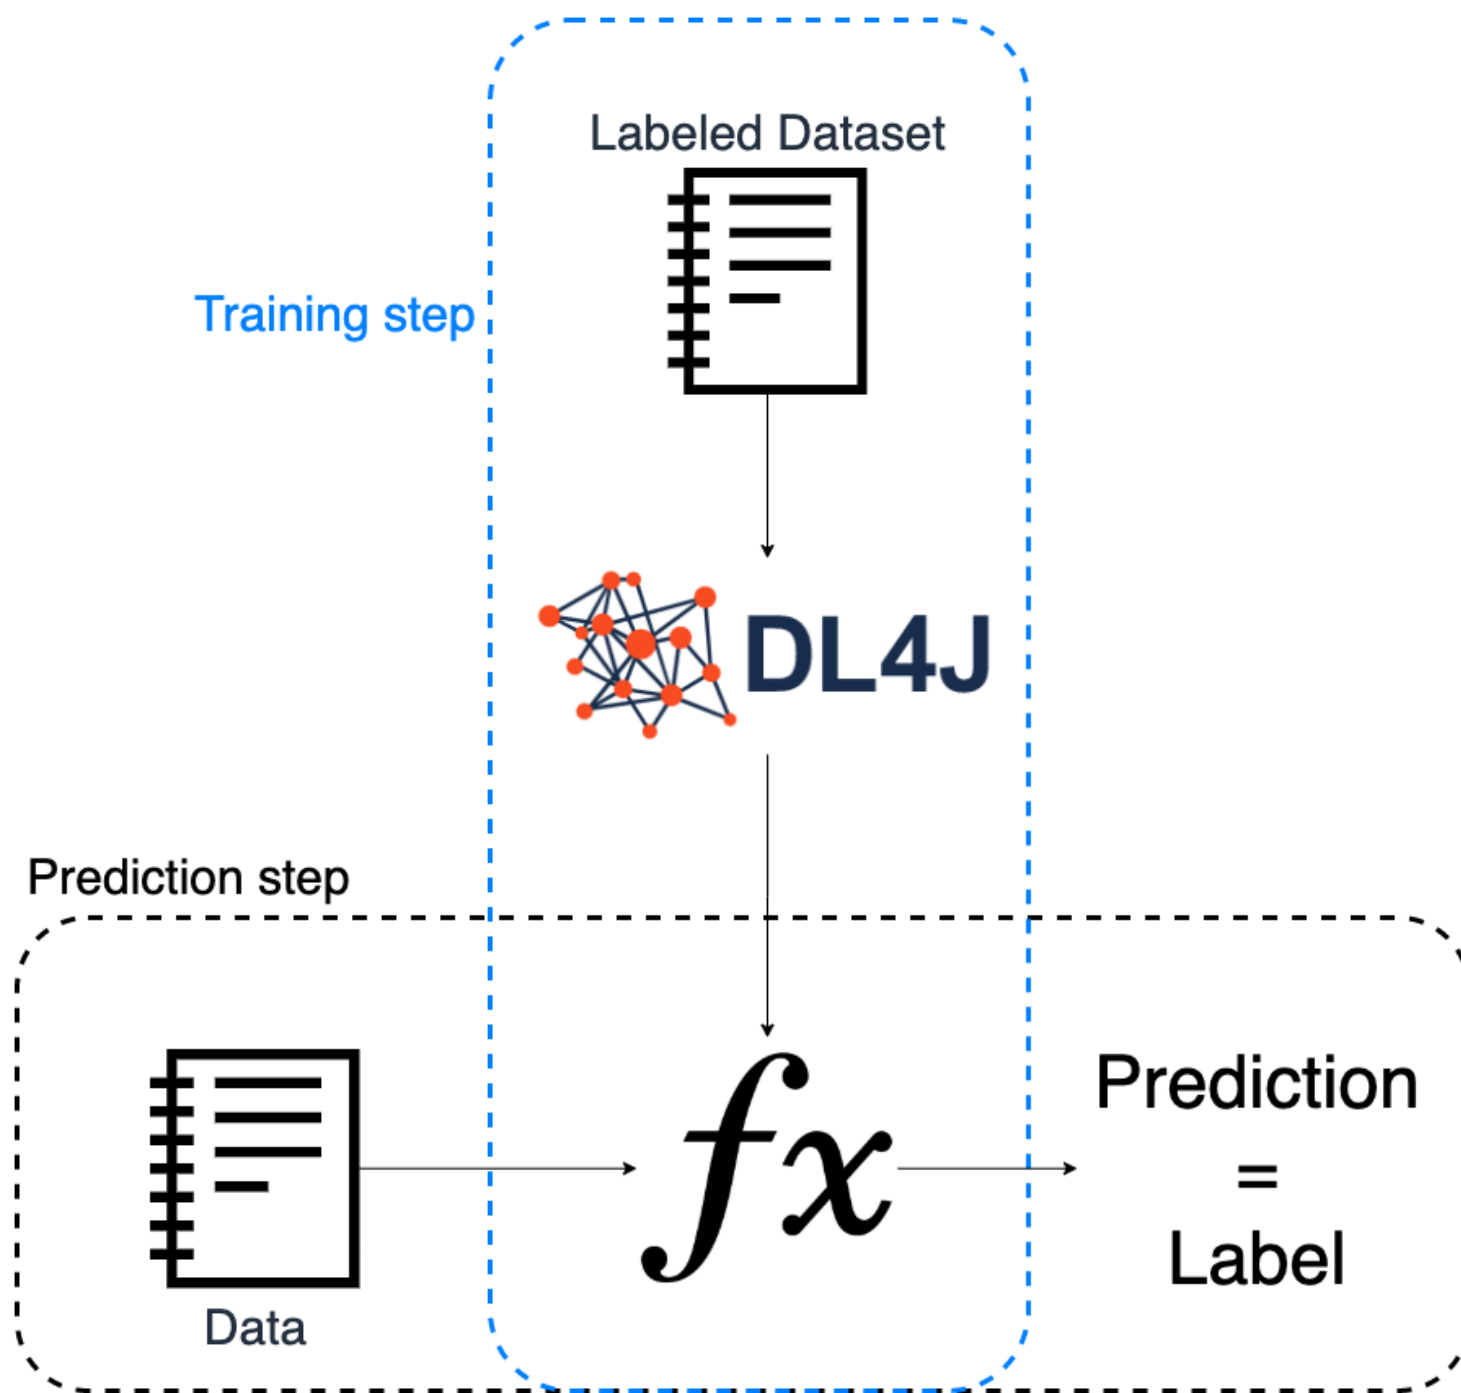 Labeled Dataset
Training step
DL4J
Prediction step
fx
Prediction
=
Label
Data